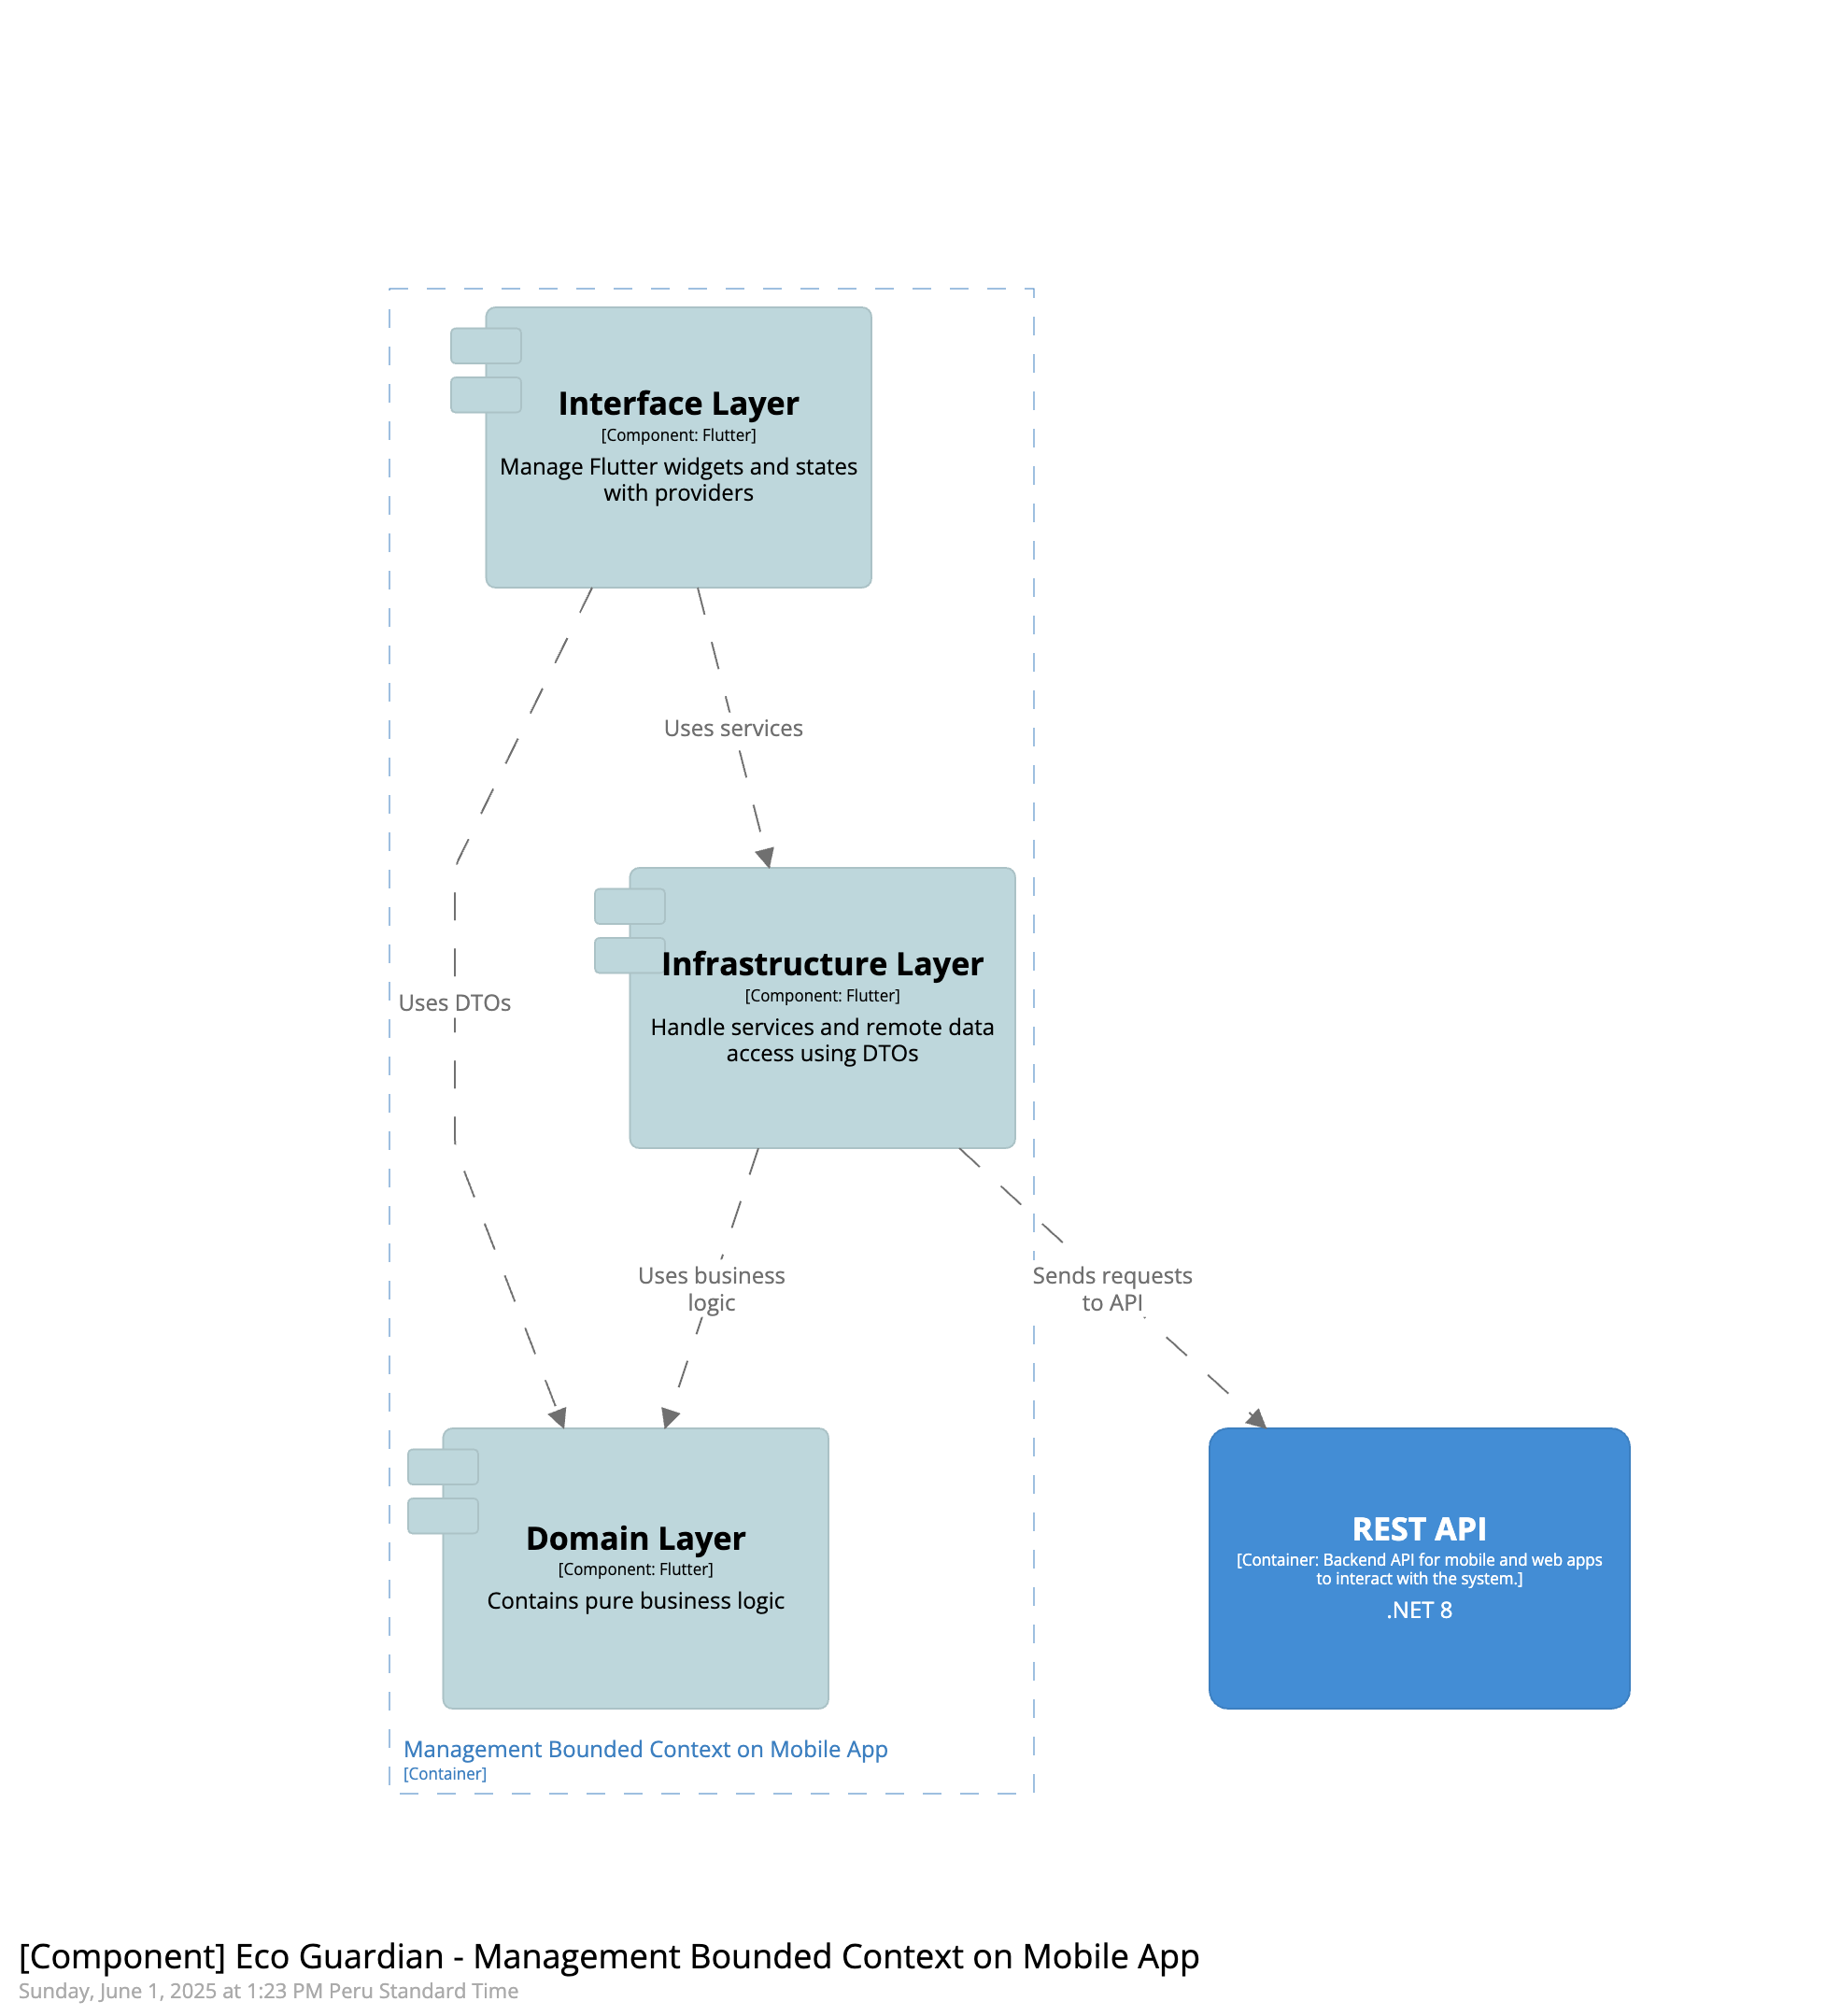 Interface Layer
[Component: Flutter]
Manage Flutter widgets and states
with providers
Uses services
Infrastructure Layer
[Component: Flutter]
Handle services and remote data
access using DTOs
Uses DTOs
Uses business
logic
Sends requests
to API
Domain Layer
[Component: Flutter]
Contains pure business logic
REST API
[Container: Backend API for mobile and web apps
to interact with the system.]
.NET 8
Management Bounded Context on Mobile App
[Container]
[Component] Eco Guardian - Management Bounded Context on Mobile App
Sunday, June 1, 2025 at 1:23 PM Peru Standard Time